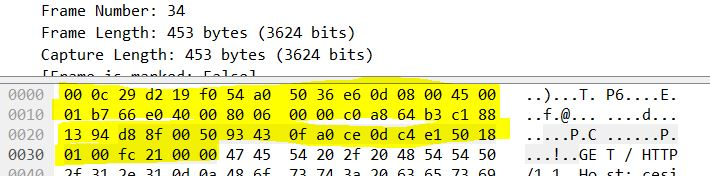 Frame Number: 34
Frame Length: 453 bytes (3624 bits)
Capture Length: 453 bytes (3624 bits)
[Frame is marked: False]
0000 00 0c 29 d2 19 f0 54 a0 50 36 e6 0d 08 00 45 00 ..)...T. P6....E.
0010 01 b7 66 e0 40 00 80 06 00 00 c0 a8 64 b3 c1 88 ..f.@... ....d...
0020 13 94 d8 8f 00 50 93 43 0f a0 ce 0d c4 e1 50 18 .....P.C ......P.
0030 01 00 fc 21 00 00 47 45 54 20 2f 20 48 54 54 50 ...!..GE T / HTTP
0040 2f 31 2e 31 0d 0a 48 6f 73 74 3a 20 63 65 73 69 /1.1..Ho st: cesi